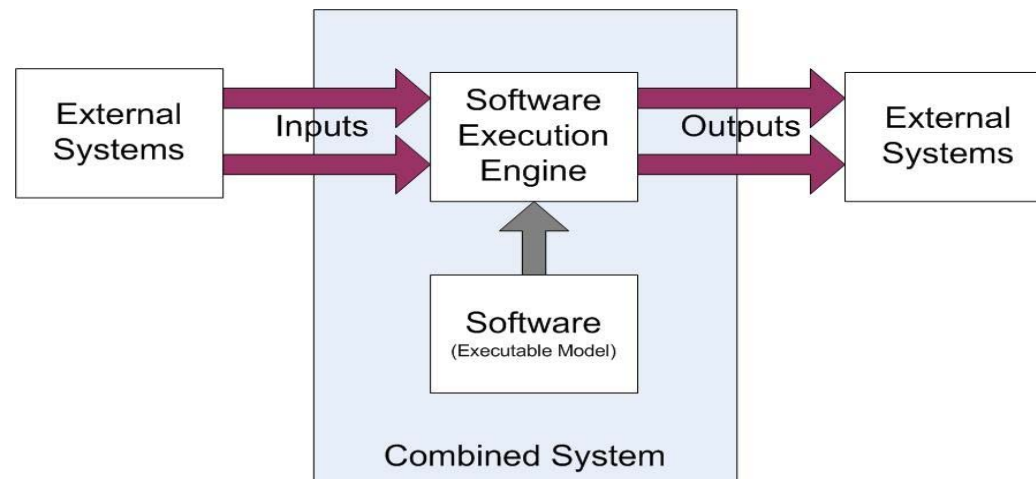 External
Systems
Inputs
Software
Execution
Engine
Outputs
External
Systems
Software
(Executable Model)
Combined System